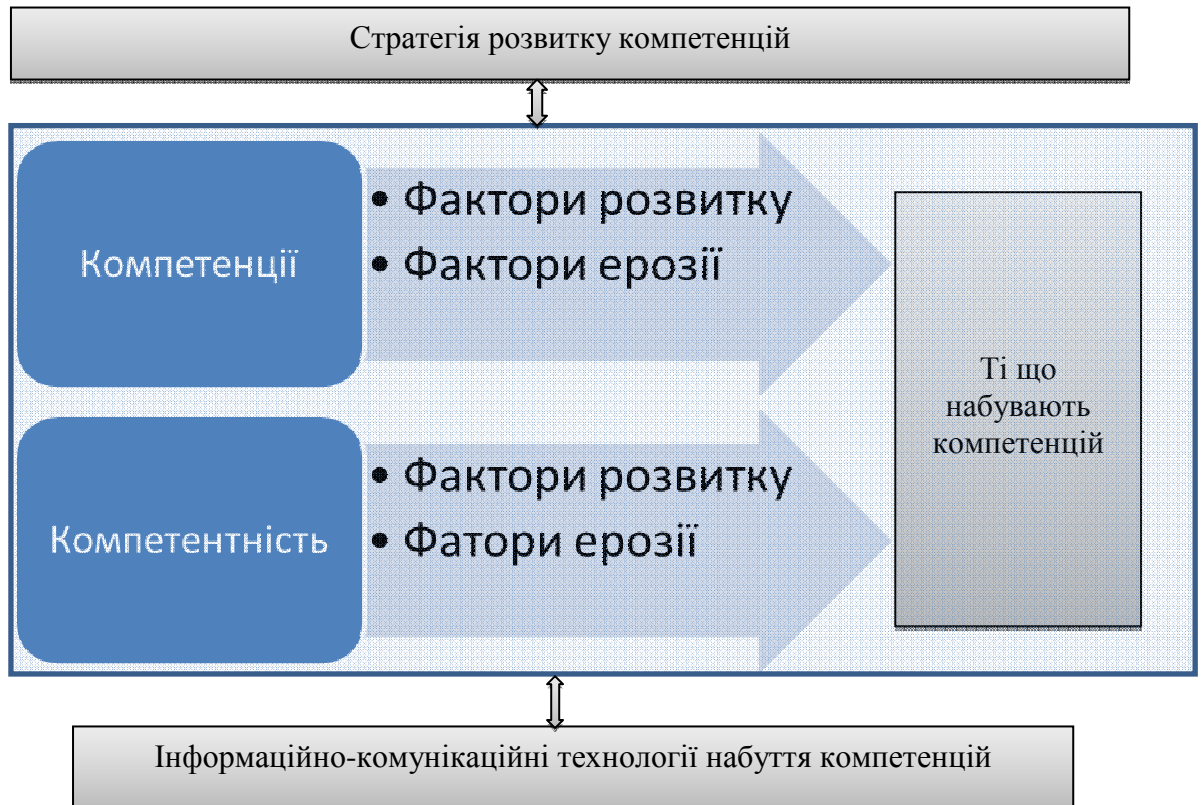 Стратегія розвитку компетенцій
Компетенції
• Фактори розвитку
• Фактори ерозії
Компетентність
• Фактори розвитку
• Фатори ерозії
Ті що
набувають
компетенцій
Інформаційно-комунікаційні технології набуття компетенцій